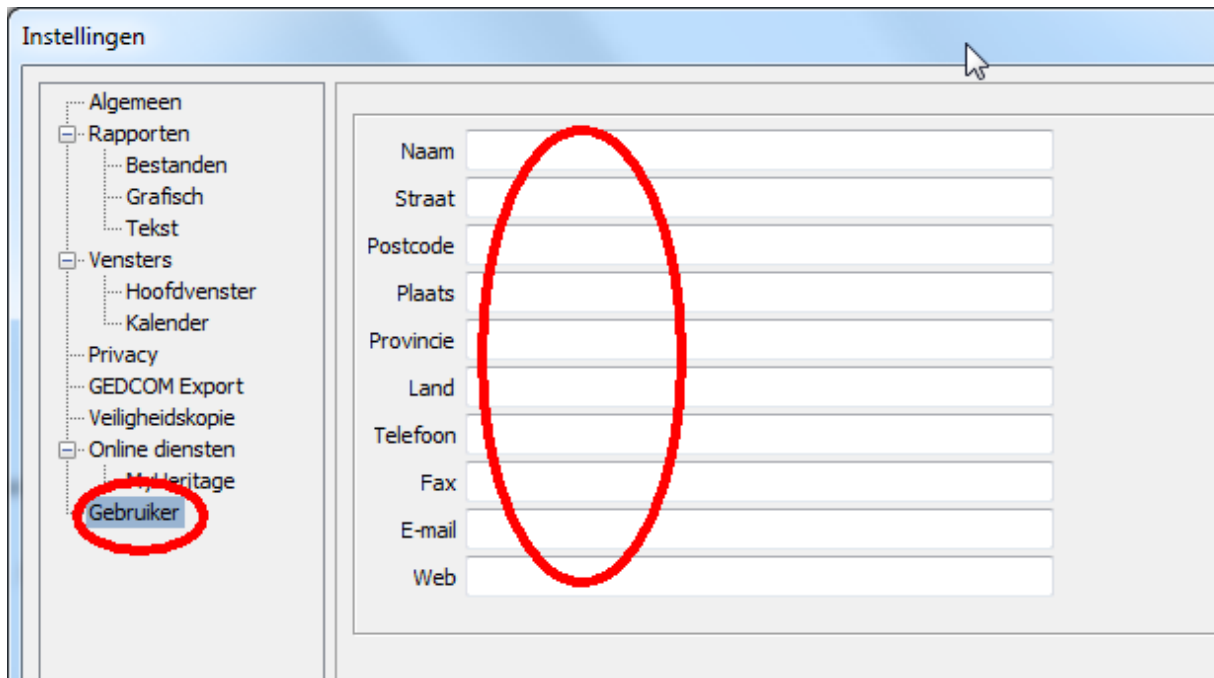 Instellingen
Algemeen
Rapporten
Bestanden
Grafisch
Tekst
Vensters
Hoofdvenster
Kalender
Privacy
GEDCOM Export
Veiligheidskopie
Online diensten
MyHeritage
Gebruiker
Naam
Straat
Postcode
Plaats
Provincie
Land
Telefoon
Fax
E-mail
Web